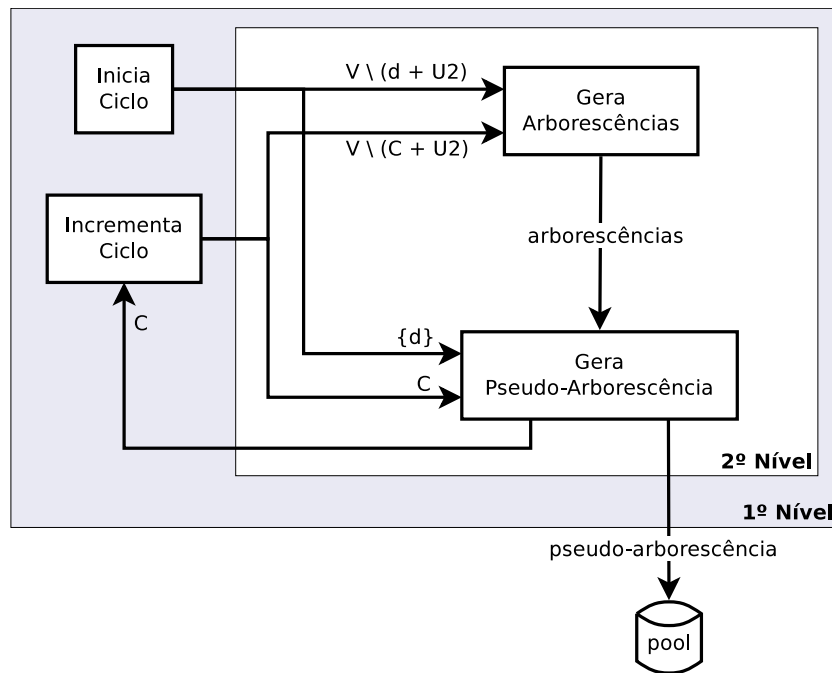 Inicia
Ciclo
V \ (d + U2)
Gera
Arborescências
V \ (C + U2)
Incrementa
Ciclo
arborescências
C
{d}
C
Gera
Pseudo-Arborescência
2º Nível
1º Nível
pseudo-arborescência
pool